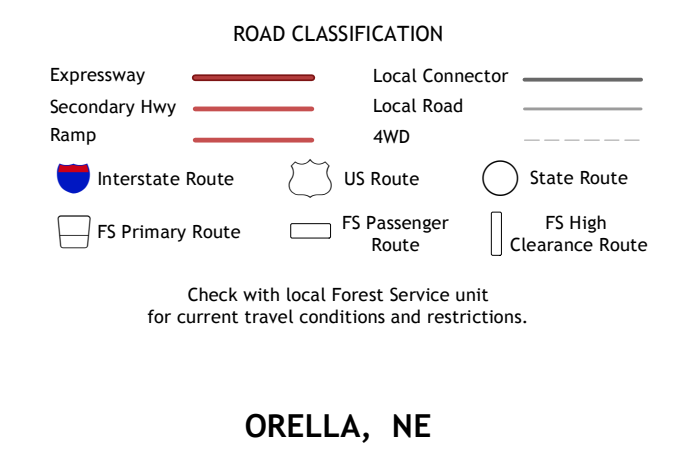 ROAD CLASSIFICATION
Expressway
Local Connector
Secondary Hwy
Local Road
Ramp
4WD
Interstate Route
US Route
State Route
FS Primary Route
FS Passenger
Route
FS High
Clearance Route
Check with local Forest Service unit
for current travel conditions and restrictions.
ORELLA, NE